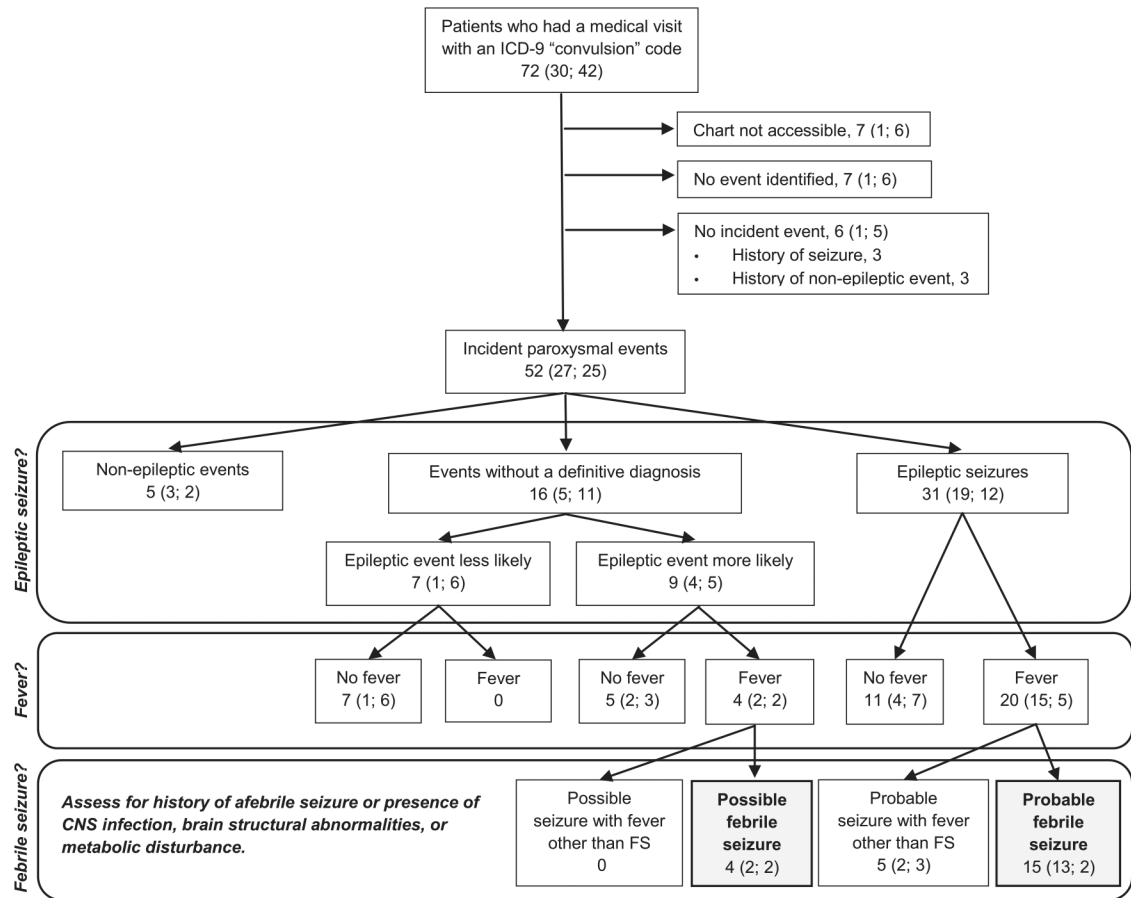 Patients who had a medical visit
with an ICD-9 “convulsion” code
72 (30; 42)
Chart not accessible, 7 (1; 6)
No event identified, 7 (1; 6)
No incident event, 6 (1; 5)
• History of seizure, 3
• History of non-epileptic event, 3
Incident paroxysmal events
52 (27; 25)
Epileptic seizure?
Non-epileptic events
5 (3; 2)
Events without a definitive diagnosis
16 (5; 11)
Epileptic seizures
31 (19; 12)
Epileptic event less likely
7 (1; 6)
Epileptic event more likely
9 (4; 5)
Fever?
No fever
7 (1; 6)
Fever
0
No fever
5 (2; 3)
Fever
4 (2; 2)
No fever
11 (4; 7)
Fever
20 (15; 5)
Febrile seizure?
Assess for history of afebrile seizure or presence of
CNS infection, brain structural abnormalities, or
metabolic disturbance.
Possible
seizure with fever
other than FS
0
Possible
febrile
seizure
4 (2; 2)
Probable
seizure with fever
other than FS
5 (2; 3)
Probable
febrile
seizure
15 (13; 2)